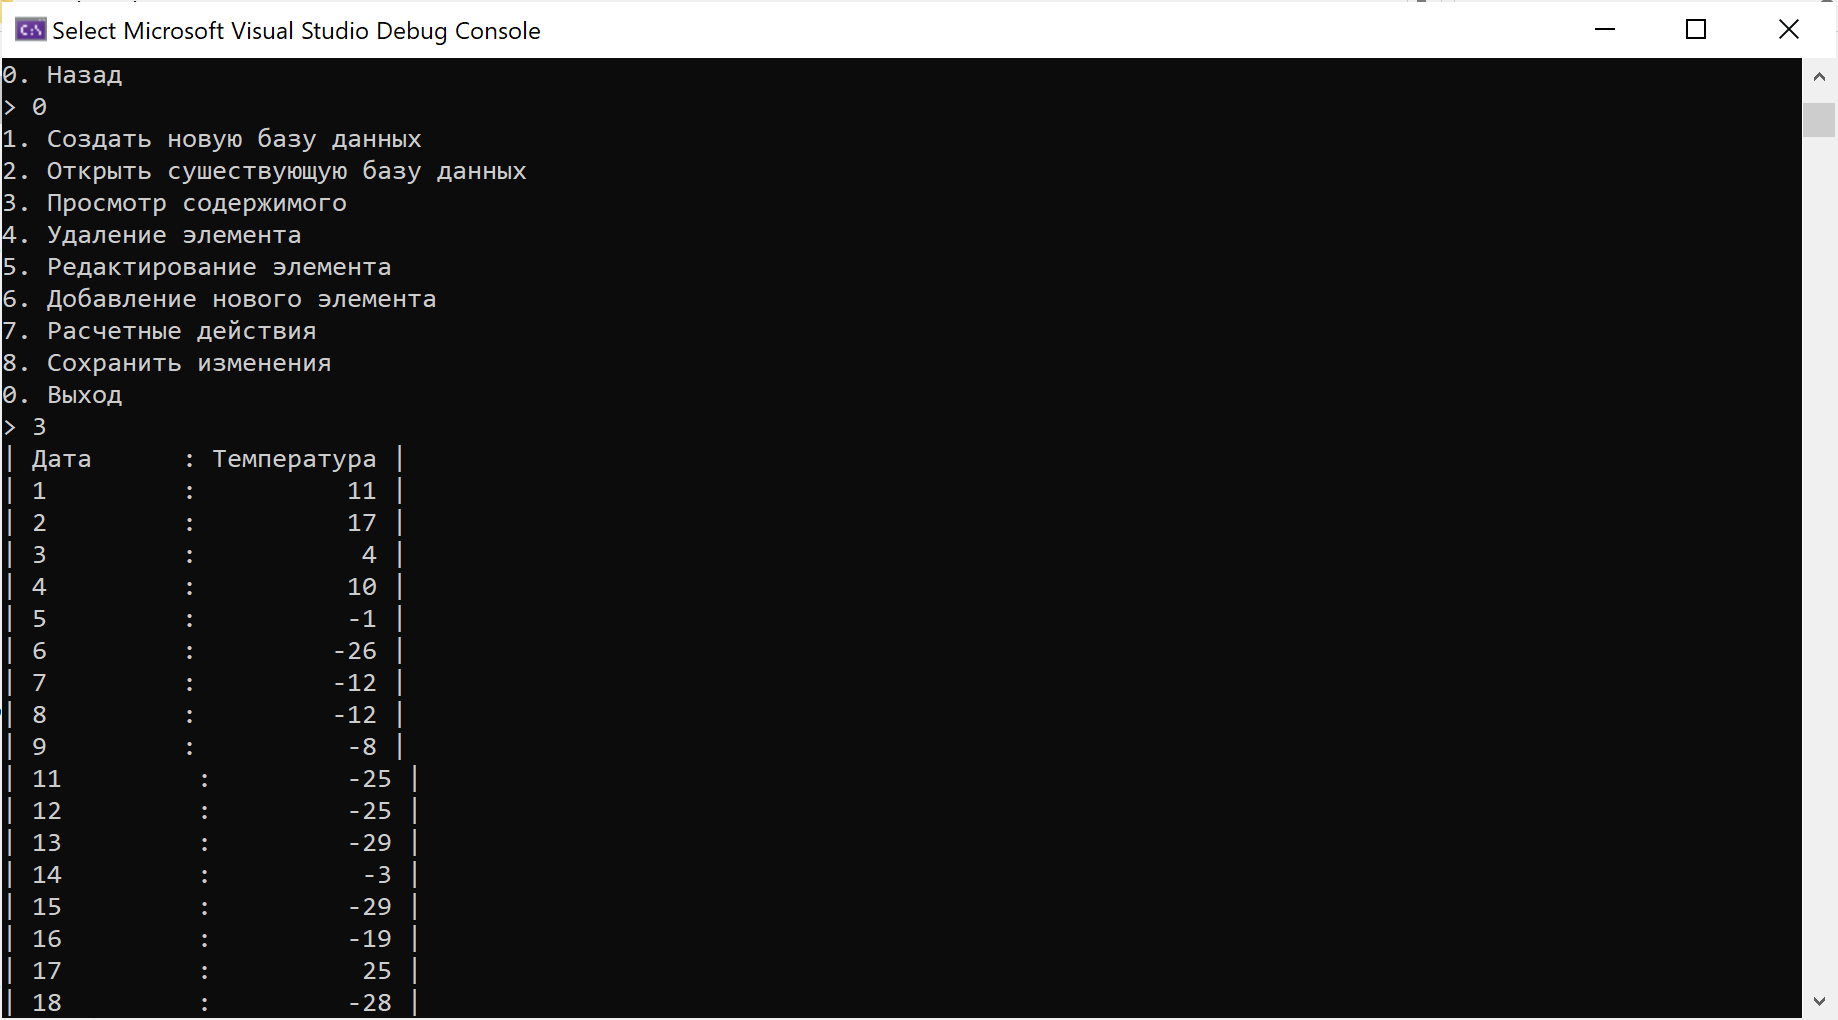 Select Microsoft Visual Studio Debug Console
0. Назад
> 0
1. Создать новую базу данных
2. Открыть сушествующую базу данных
3. Просмотр содержимого
4. Удаление элемента
5. Редактирование элемента
6. Добавление нового элемента
7. Расчетные действия
8. Сохранить изменения
0. Выход
> 3
| Дата : Температура |
| 1 : 11 |
| 2 : 17 |
| 3 : 4 |
| 4 : 10 |
| 5 : -1 |
| 6 : -26 |
| 7 : -12 |
| 8 : -12 |
| 9 : -8 |
| 11 : -25 |
| 12 : -25 |
| 13 : -29 |
| 14 : -3 |
| 15 : -29 |
| 16 : -19 |
| 17 : 25 |
| 18 : -28 |